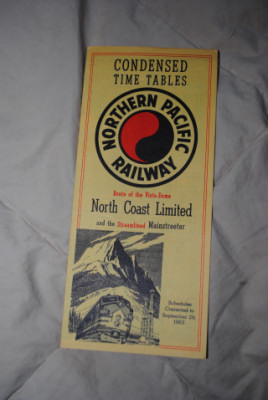 CONDENSED
TIME TABLES
NORTHERN PACIFIC
RAILWAY
Route of the Vista-Dome
North Coast Limited
and the Streamlined Mainstreeter
Schedules
Corrected to
September 29,